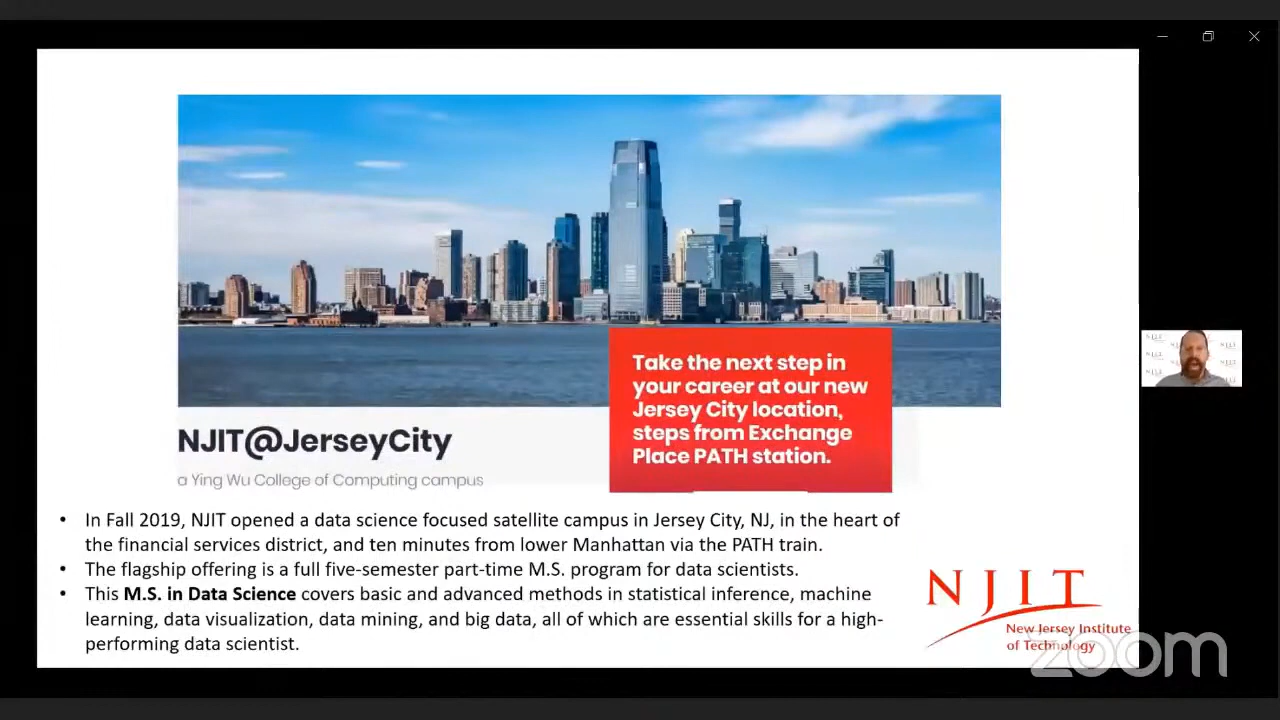 Take the next step in
your career at our new
Jersey City location,
steps from Exchange
Place PATH station.
NJIT@JerseyCity
a Ying Wu College of Computing campus
• In Fall 2019, NJIT opened a data science focused satellite campus in Jersey City, NJ, in the heart of
the financial services district, and ten minutes from lower Manhattan via the PATH train.
• The flagship offering is a full five-semester part-time M.S. program for data scientists.
• This M.S. in Data Science covers basic and advanced methods in statistical inference, machine
learning, data visualization, data mining, and big data, all of which are essential skills for a high-
performing data scientist.
NJIT
New Jersey Institute
of Technology
zoom